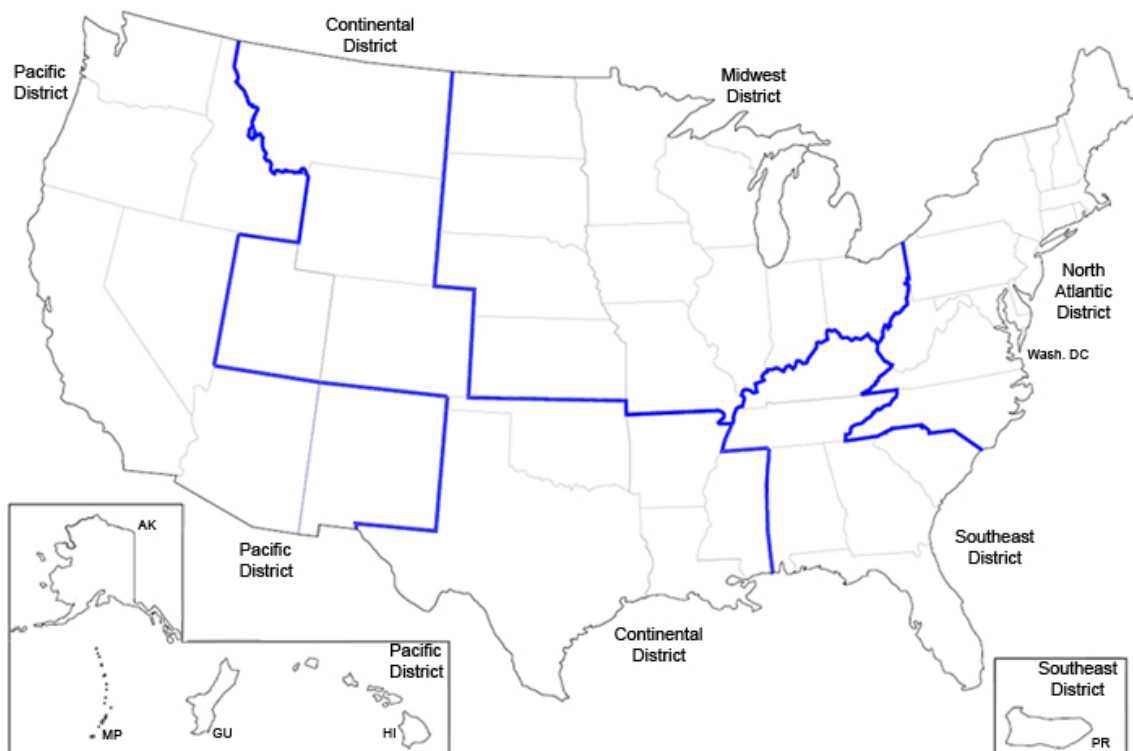 Continental
District
Pacific
District
Midwest
District
North
Atlantic
District
Wash. DC
Southeast
District
Pacific
District
Continental
District
AK
Pacific
District
MP
GU
HI
Southeast
District
PR